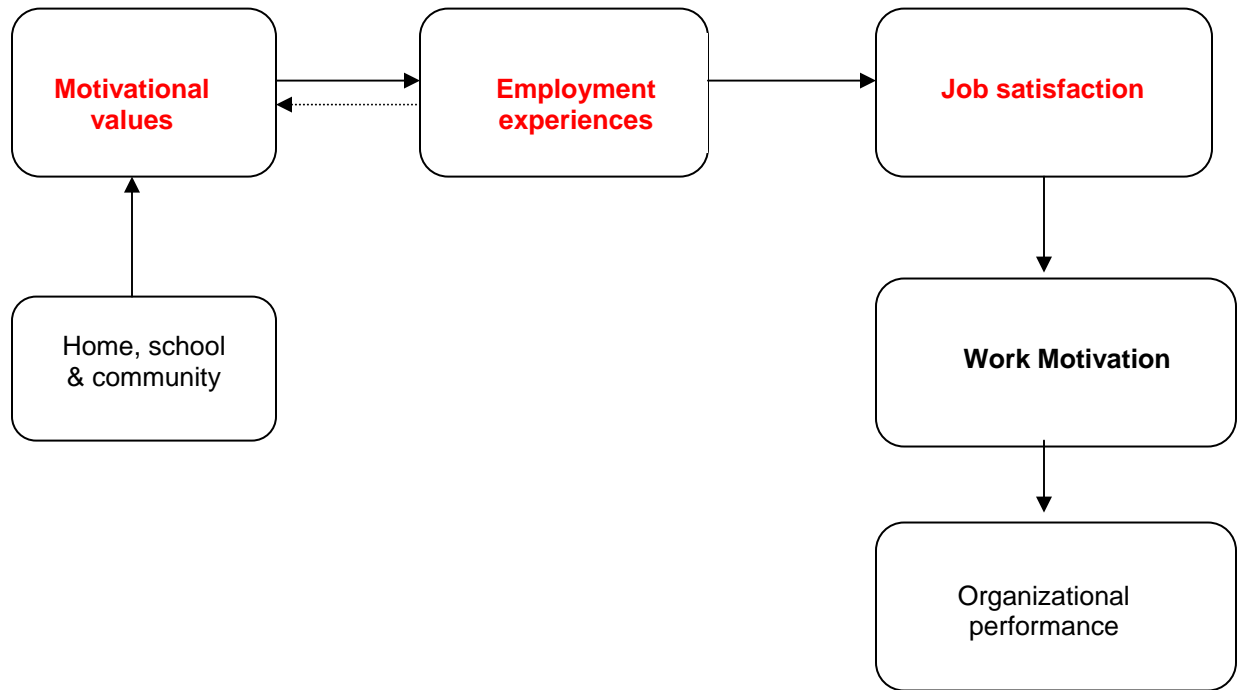 Motivational
values
Employment
experiences
Job satisfaction
Home, school
& community
Work Motivation
Organizational
performance